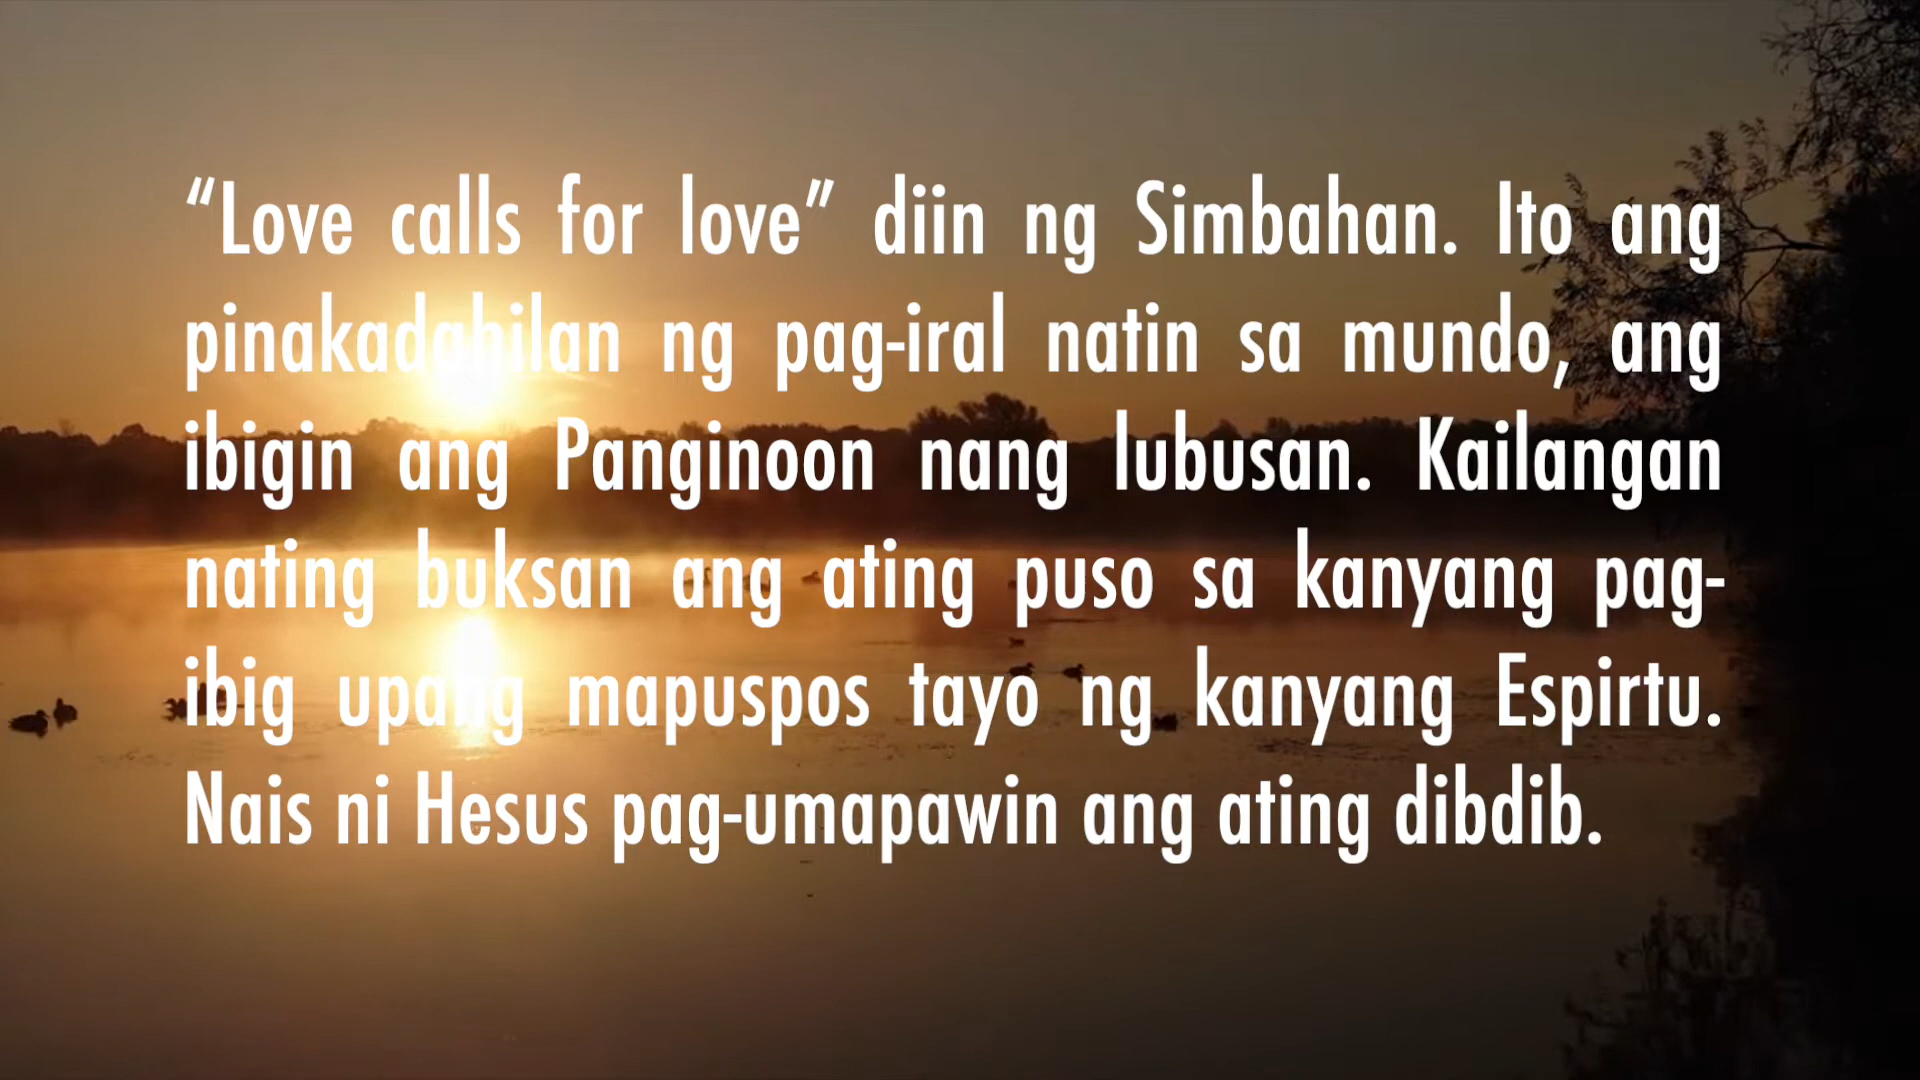 “Love calls for love” diin ng Simbahan. Ito ang
pinakadahilan ng pag-iral natin sa mundo, ang
ibigin ang Panginoon nang lubusan. Kailangan
nating buksan ang ating puso sa kanyang pag-
ibig upang mapuspos tayo ng kanyang Espirtu.
Nais ni Hesus pag-umapawin ang ating dibdib.